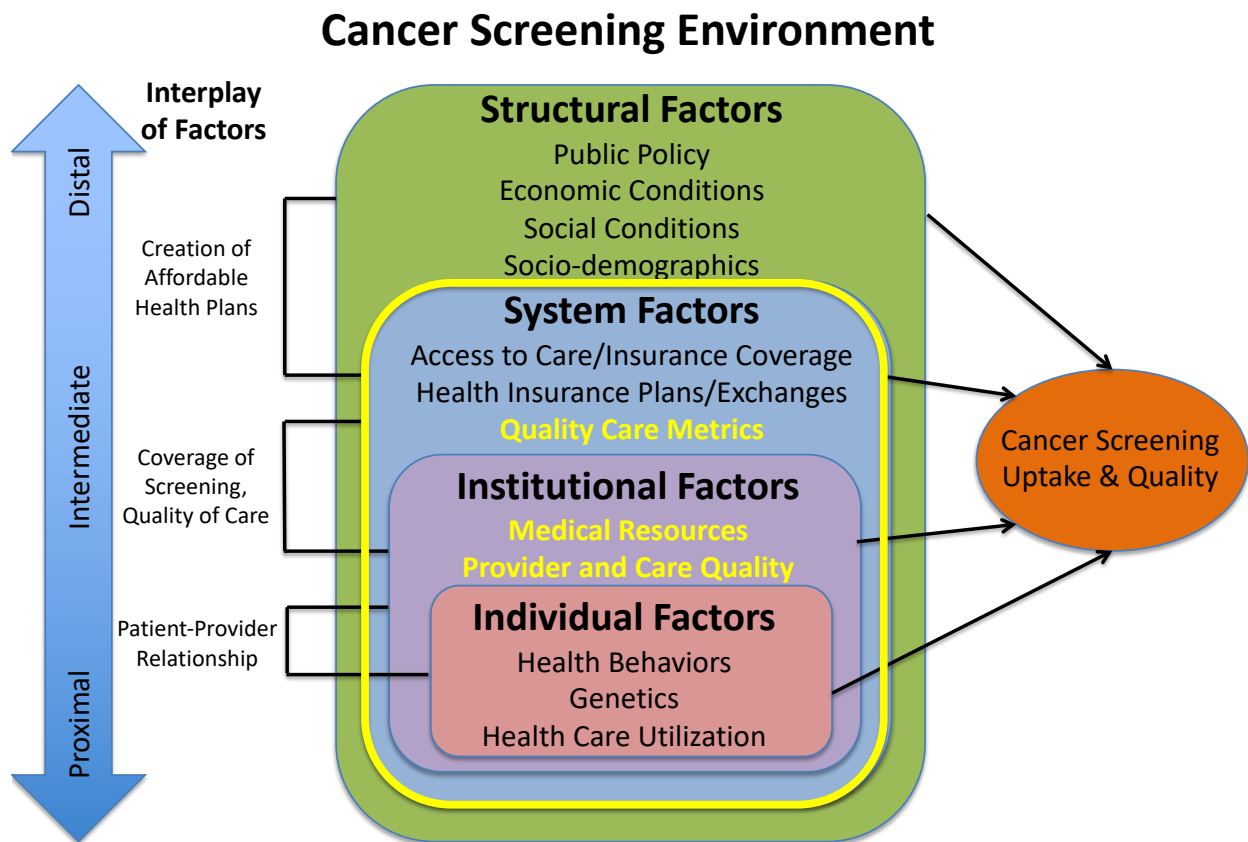 Cancer Screening Environment
Interplay
of Factors
Distal
Intermediate
Proximal
Creation of
Affordable
Health Plans
Coverage of
Screening,
Quality of Care
Patient-Provider
Relationship
Structural Factors
Public Policy
Economic Conditions
Social Conditions
Socio-demographics
System Factors
Access to Care/Insurance Coverage
Health Insurance Plans/Exchanges
Quality Care Metrics
Institutional Factors
Medical Resources
Provider and Care Quality
Individual Factors
Health Behaviors
Genetics
Health Care Utilization
Cancer Screening
Uptake & Quality